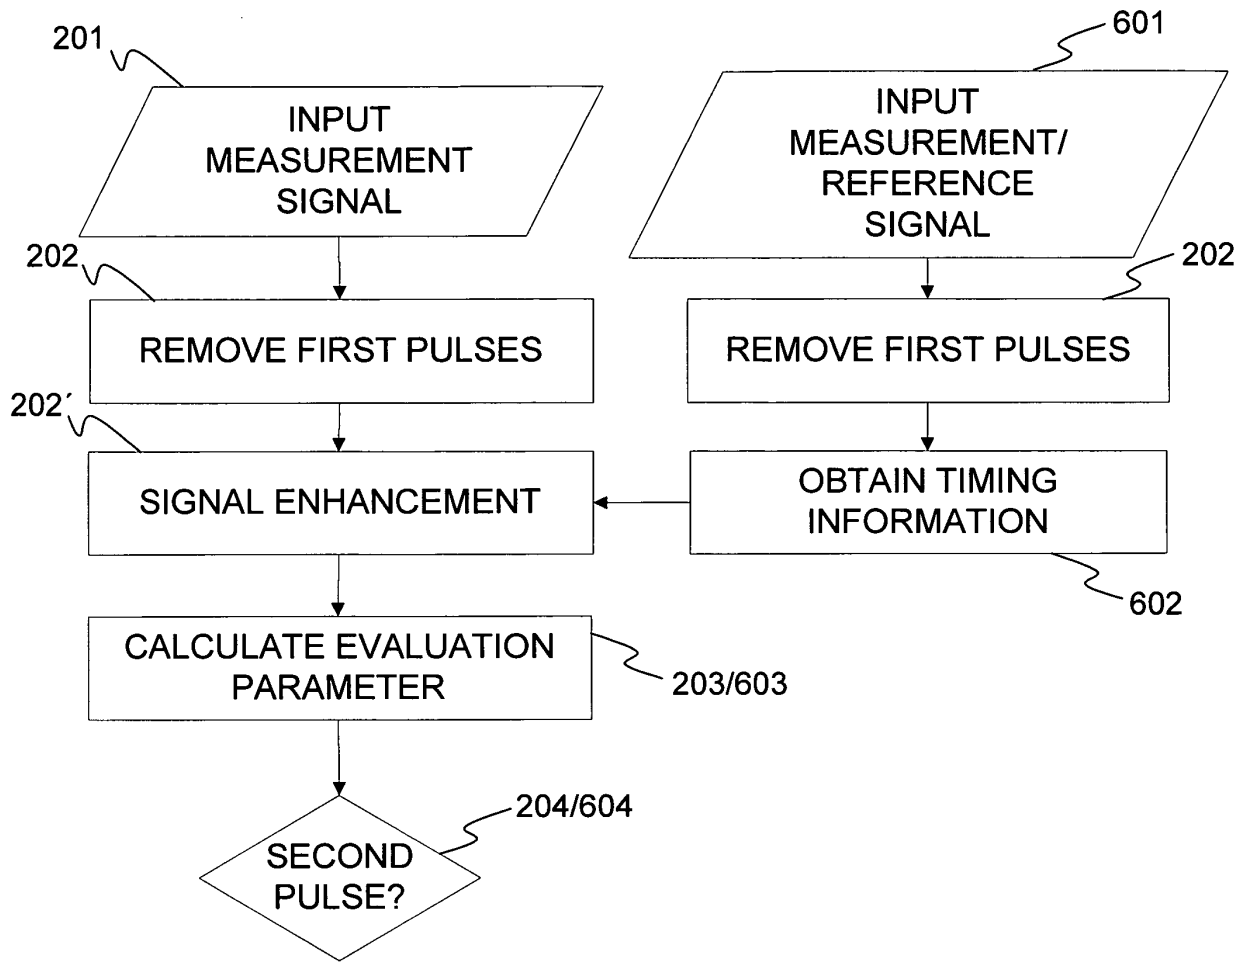 201
INPUT
MEASUREMENT
SIGNAL
601
INPUT
MEASUREMENT/
REFERENCE
SIGNAL
202
REMOVE FIRST PULSES
202
REMOVE FIRST PULSES
202´
SIGNAL ENHANCEMENT
OBTAIN TIMING
INFORMATION
602
CALCULATE EVALUATION
PARAMETER
203/603
204/604
SECOND
PULSE?